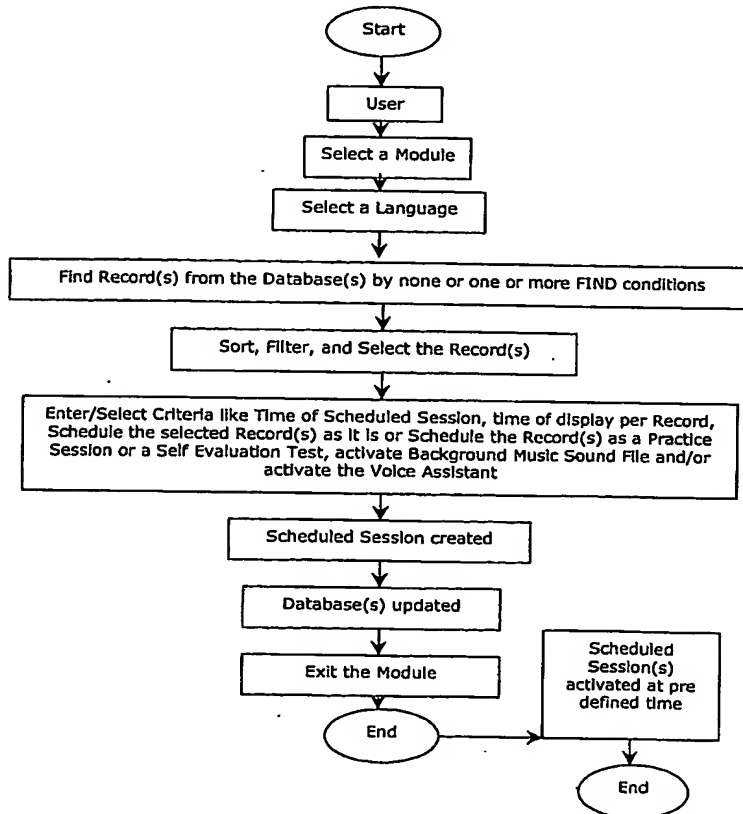 Start
User
Select a Module
Select a Language
Find Record(s) from the Database(s) by none or one or more FIND conditions
Sort, Filter, and Select the Record(s)
Enter/Select Criteria like Time of Scheduled Session, time of display per Record,
Schedule the selected Record(s) as it is or Schedule the Record(s) as a Practice
Session or a Self Evaluation Test, activate Background Music Sound File and/or
activate the Voice Assistant
Scheduled Session created
Database(s) updated
Exit the Module
End
Scheduled
Session(s)
activated at pre
defined time
End